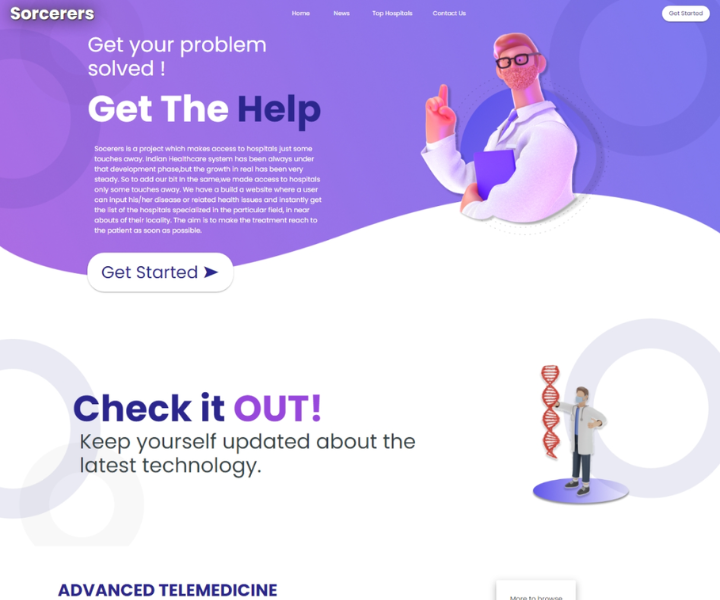 Sorcerers
Home News Top Hospitals Contact Us
Get Started
Get your problem
solved !
Get The Help
Socerers is a project which makes access to hospitals just some
touches away. Indian Healthcare system has been always under
that development phase,but the growth in real has been very
steady. So to add our bit in the same,we made access to hospitals
only some touches away. We have a build a website where a user
can input his/her disease or related health issues and instantly get
the list of the hospitals specialized in the particular field, in near
abouts of their locality. The aim is to make the treatment reach to
the patient as soon as possible.
Get Started
Check it OUT!
Keep yourself updated about the
latest technology.
ADVANCED TELEMEDICINE
More to browse